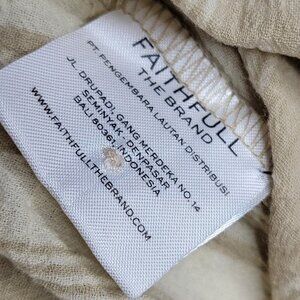 FAITHFULL
THE BRAND
PT PENGEMBARA LAUTAN DISTRIBUSI
JL. DRUPADI, GANG MERDEKA NO. 14
SEMINYAK - DENPASAR
BALI INDONESIA
WWW.FAITHFULLTHEBRAND.COM